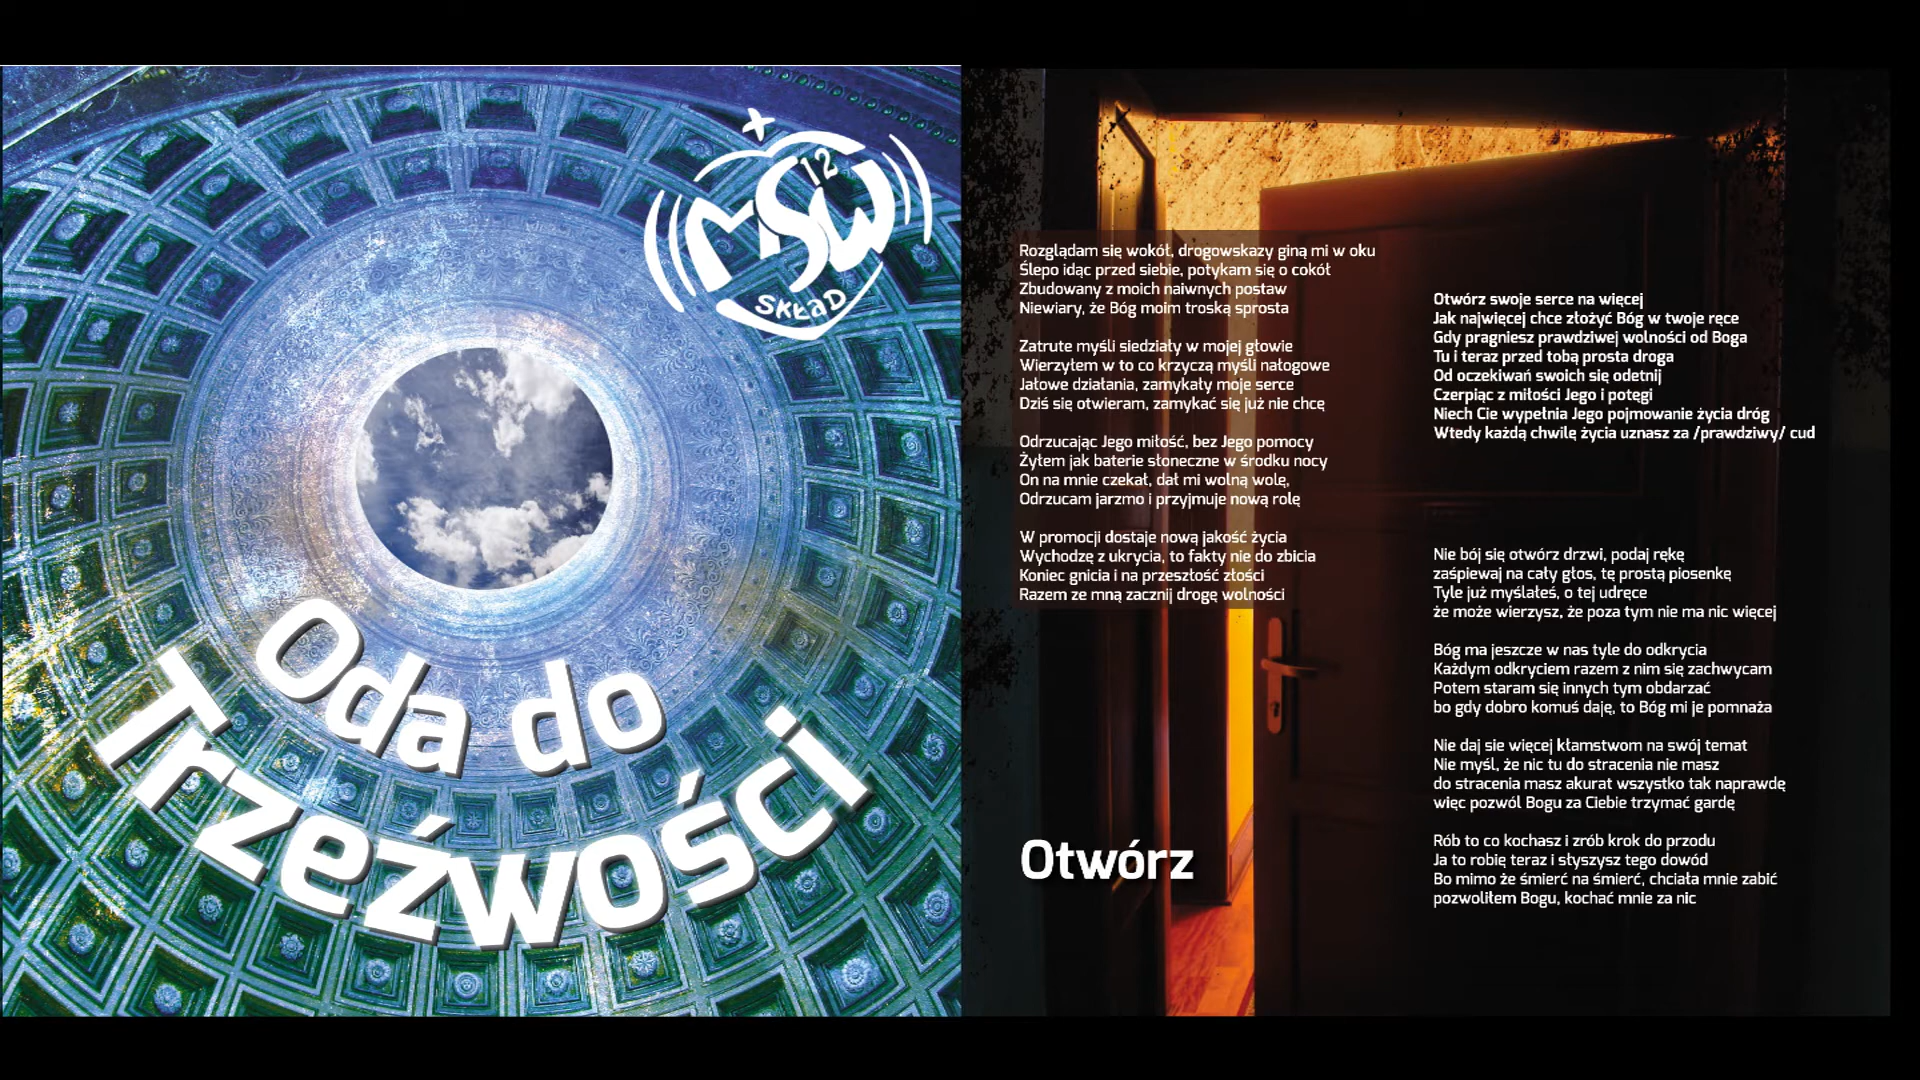 12
MSW
SKŁaD
Oda do
Trzeźwości
Rozglądam się wokół, drogowskazy giną mi w oku
Ślepo idąc przed siebie, potykam się o cokół
Zbudowany z moich naiwnych postaw
Niewiary, że Bóg moim troską sprosta
Zatrute myśli siedziały w mojej głowie
Wierzyłem w to co krzyczą myśli nałogowe
Jałowe działania, zamykały moje serce
Dziś się otwieram, zamykać się już nie chcę
Odrzucając Jego miłość, bez Jego pomocy
Żyłem jak baterie słoneczne w środku nocy
On na mnie czekał, dał mi wolną wolę,
Odrzucam jarzmo i przyjmuje nową rolę
W promocji dostaje nową jakość życia
Wychodzę z ukrycia, to fakty nie do zbicia
Koniec gnicia i na przeszłość złości
Razem ze mną zacznij drogę wolności
Otwórz
Otwórz swoje serce na więcej
Jak najwięcej chce złożyć Bóg w twoje ręce
Gdy pragniesz prawdziwej wolności od Boga
Tu i teraz przed tobą prosta droga
Od oczekiwań swoich się odetnij
Czerpiąc z miłości Jego i potęgi
Niech Cie wypełnia Jego pojmowanie życia dróg
Wtedy każdą chwilę życia uznasz za /prawdziwy/ cud
Nie bój się otwórz drzwi, podaj rękę
zaśpiewaj na cały głos, tę prostą piosenkę
Tyle już myślałeś, o tej udręce
że może wierzysz, że poza tym nie ma nic więcej
Bóg ma jeszcze w nas tyle do odkrycia
Każdym odkryciem razem z nim się zachwycam
Potem staram się innych tym obdarzać
bo gdy dobro komuś daję, to Bóg mi je pomnaża
Nie daj sie więcej kłamstwom na swój temat
Nie myśl, że nic tu do stracenia nie masz
do stracenia masz akurat wszystko tak naprawdę
więc pozwól Bogu za Ciebie trzymać gardę
Rób to co kochasz i zrób krok do przodu
Ja to robię teraz i słyszysz tego dowód
Bo mimo że śmierć na śmierć, chciała mnie zabić
pozwoliłem Bogu, kochać mnie za nic